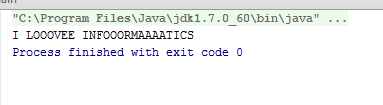 "C:\Program Files\Java\jdk1.7.0_60\bin\java" ...
I LOOOVEE INFOOORMAAAATICS
Process finished with exit code 0